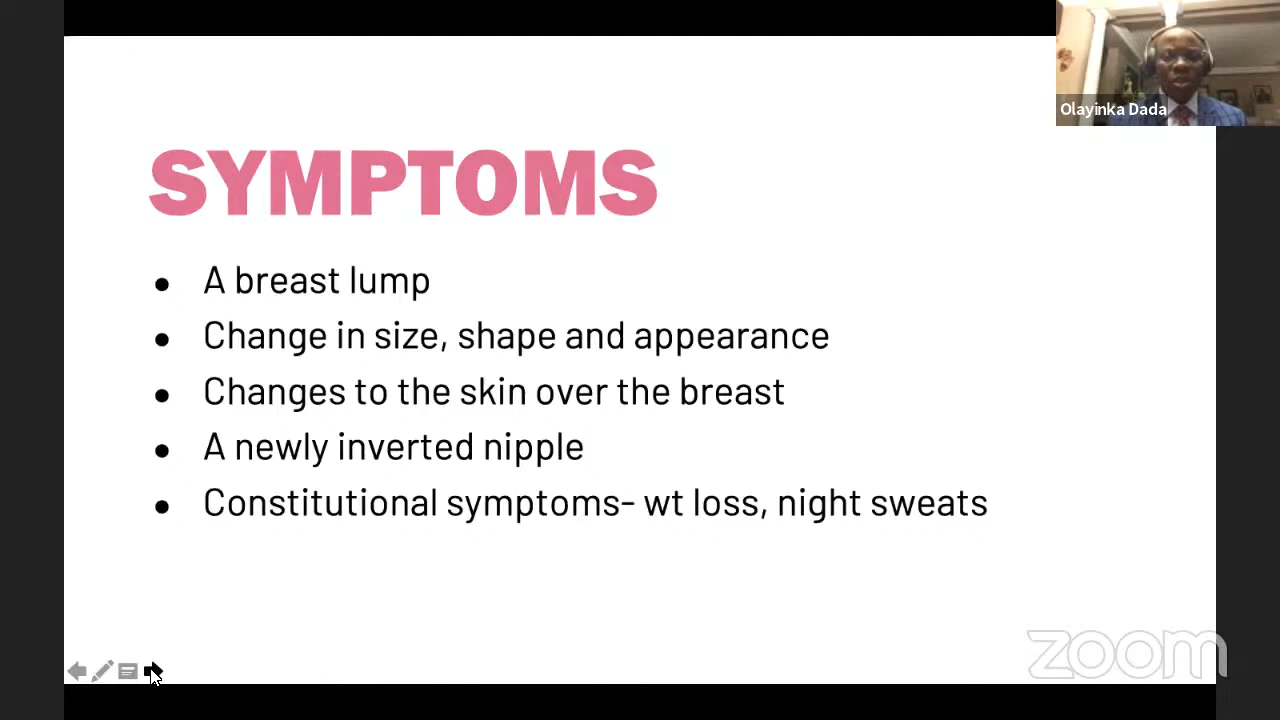 Olayinka Dada
SYMPTOMS
● A breast lump
● Change in size, shape and appearance
● Changes to the skin over the breast
● A newly inverted nipple
● Constitutional symptoms- wt loss, night sweats
zoom